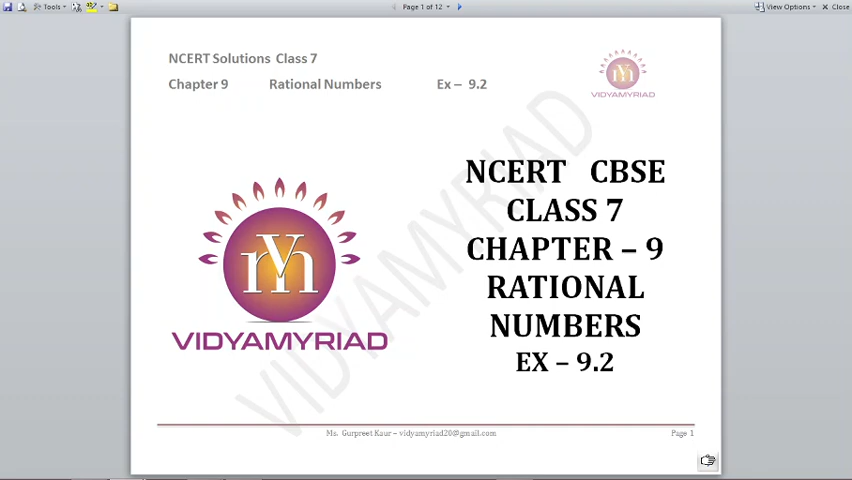 Tools
Page 1 of 12
View Options
Close
NCERT Solutions Class 7
Chapter 9 Rational Numbers Ex – 9.2
VIDYAMYRIAD
NCERT CBSE
CLASS 7
CHAPTER – 9
RATIONAL
NUMBERS
EX – 9.2
VIDYAMYRIAD
VIDYAMYRIAD
Ms. Gurpreet Kaur – vidyamyriad20@gmail.com
Page 1